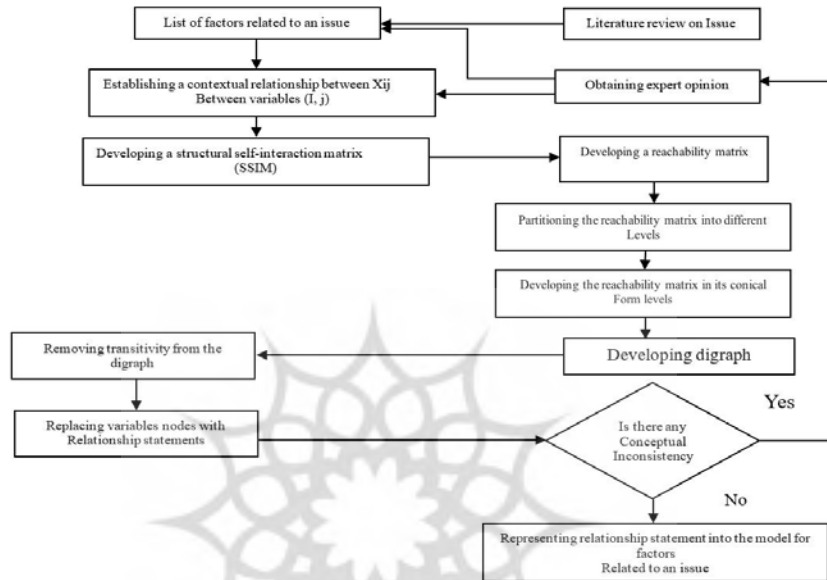 List of factors related to an issue
Literature review on Issue
Establishing a contextual relationship between Xij
Between variables (I, j)
Obtaining expert opinion
Developing a structural self-interaction matrix
(SSIM)
Developing a reachability matrix
Partitioning the reachability matrix into different
Levels
Developing the reachability matrix in its conical
Form levels
Developing digraph
Removing transitivity from the
digraph
Replacing variables nodes with
Relationship statements
Is there any
Conceptual
Inconsistency
Yes
No
Representing relationship statement into the model for
factors
Related to an issue